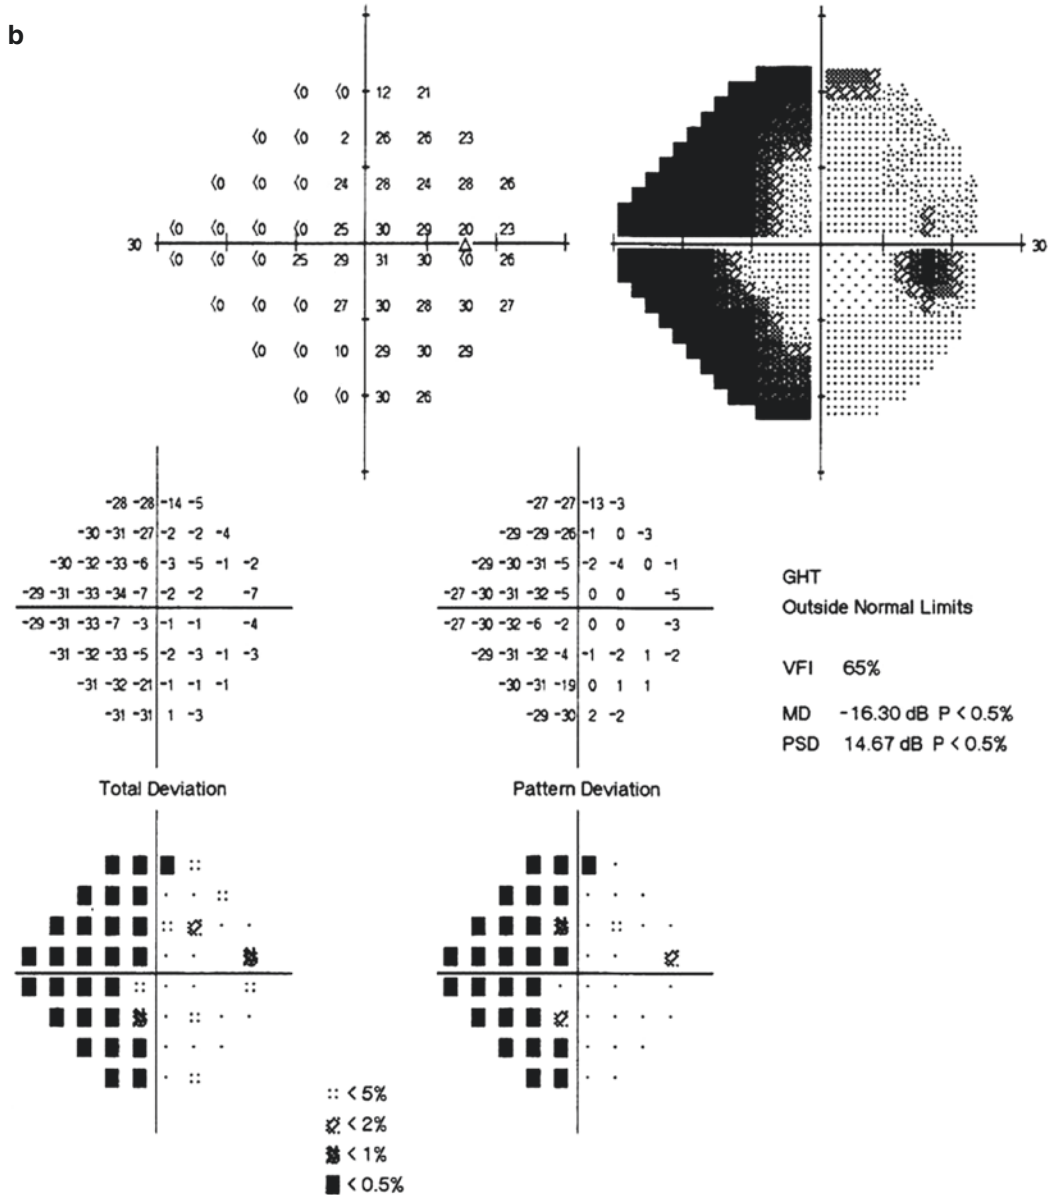 b
⟨0 ⟨0 12 21
⟨0 ⟨0 2 26 26 23
⟨0 ⟨0 ⟨0 24 28 24 28 26
⟨0 ⟨0 ⟨0 ⟨0 25 30 29 20 23
30 30
⟨0 ⟨0 ⟨0 25 29 31 30 ⟨0 26
⟨0 ⟨0 ⟨0 27 30 28 30 27
⟨0 ⟨0 10 29 30 29
⟨0 ⟨0 30 26
-28 -28 -14 -5
-30 -31 -27 -2 -2 -4
-30 -32 -33 -6 -3 -5 -1 -2
-29 -31 -33 -34 -7 -2 -2 -7
-29 -31 -33 -7 -3 -1 -1 -4
-31 -32 -33 -5 -2 -3 -1 -3
-31 -32 -21 -1 -1 -1
-31 -31 1 -3
Total Deviation
-27 -27 -13 -3
-29 -29 -26 -1 0 -3
-29 -30 -31 -5 -2 -4 0 -1
-27 -30 -31 -32 -5 0 0 -5
-27 -30 -32 -6 -2 0 0 -3
-29 -31 -32 -4 -1 -2 1 -2
-30 -31 -19 0 1 1
-29 -30 2 -2
Pattern Deviation
GHT
Outside Normal Limits
VFI 65%
MD -16.30 dB P < 0.5%
PSD 14.67 dB P < 0.5%
< 5%
< 2%
< 1%
< 0.5%